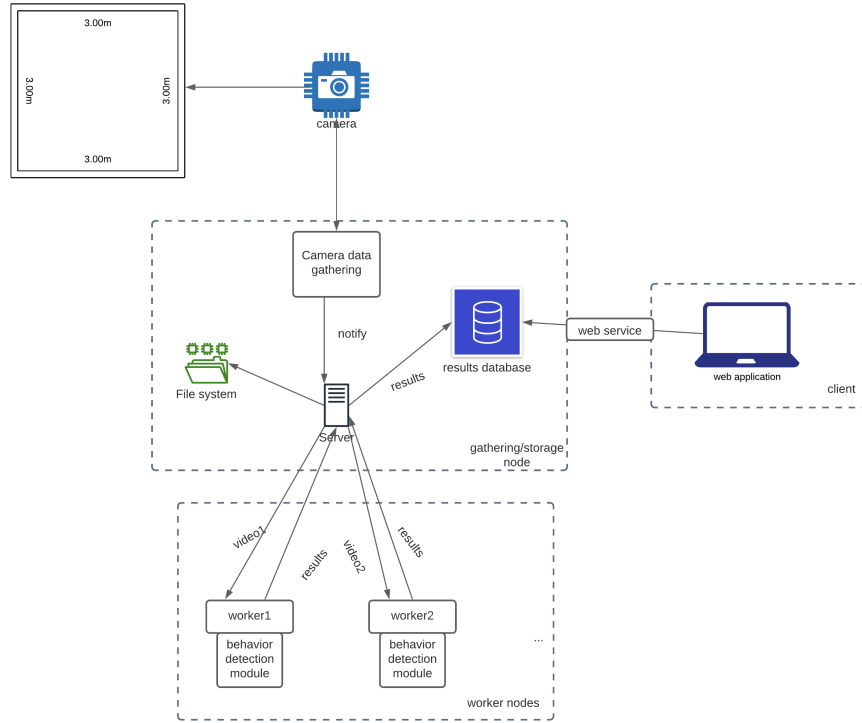 3.00m
3.00m
3.00m
3.00m
camera
Camera data
gathering
notify
results
results database
web service
web application
client
File system
Server
gathering/storage
node
video1
results
video2
results
worker1
behavior
detection
module
worker2
behavior
detection
module
...
worker nodes